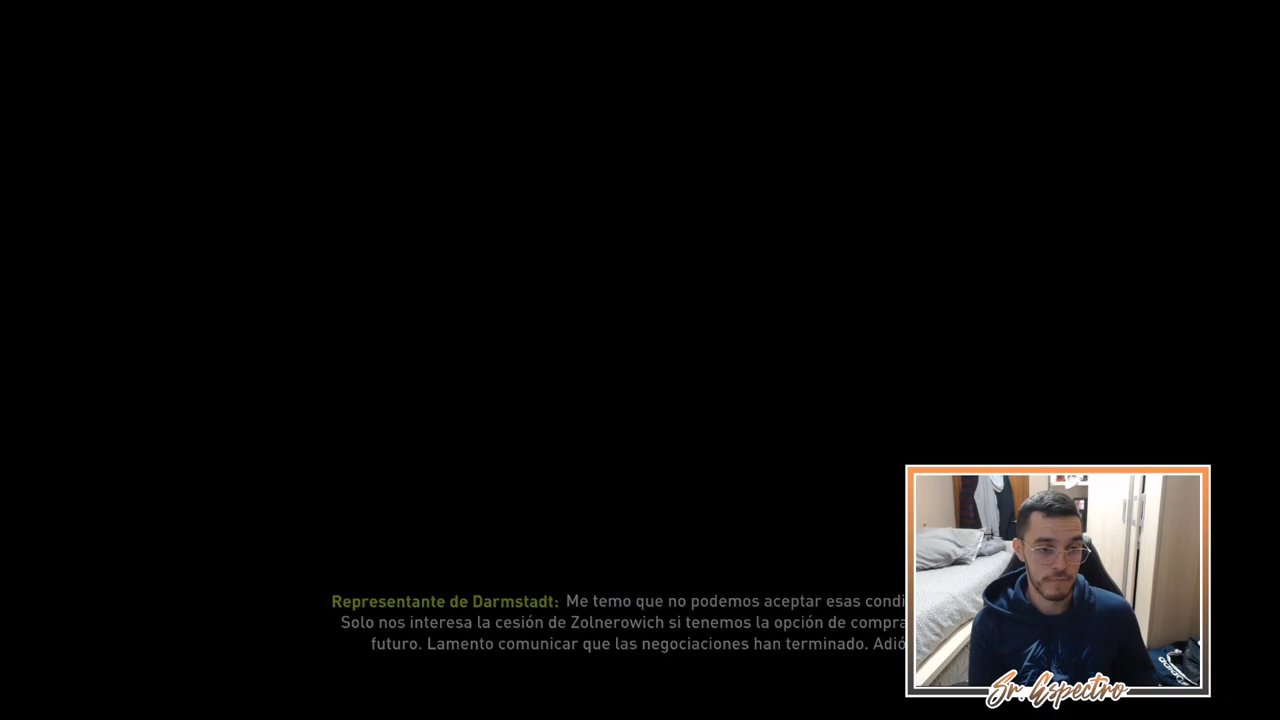 Representante de Darmstadt: Me temo que no podemos aceptar esas condi
Solo nos interesa la cesión de Zolnerowich si tenemos la opción de compra
futuro. Lamento comunicar que las negociaciones han terminado. Adió
adidas
Sr. Espectro